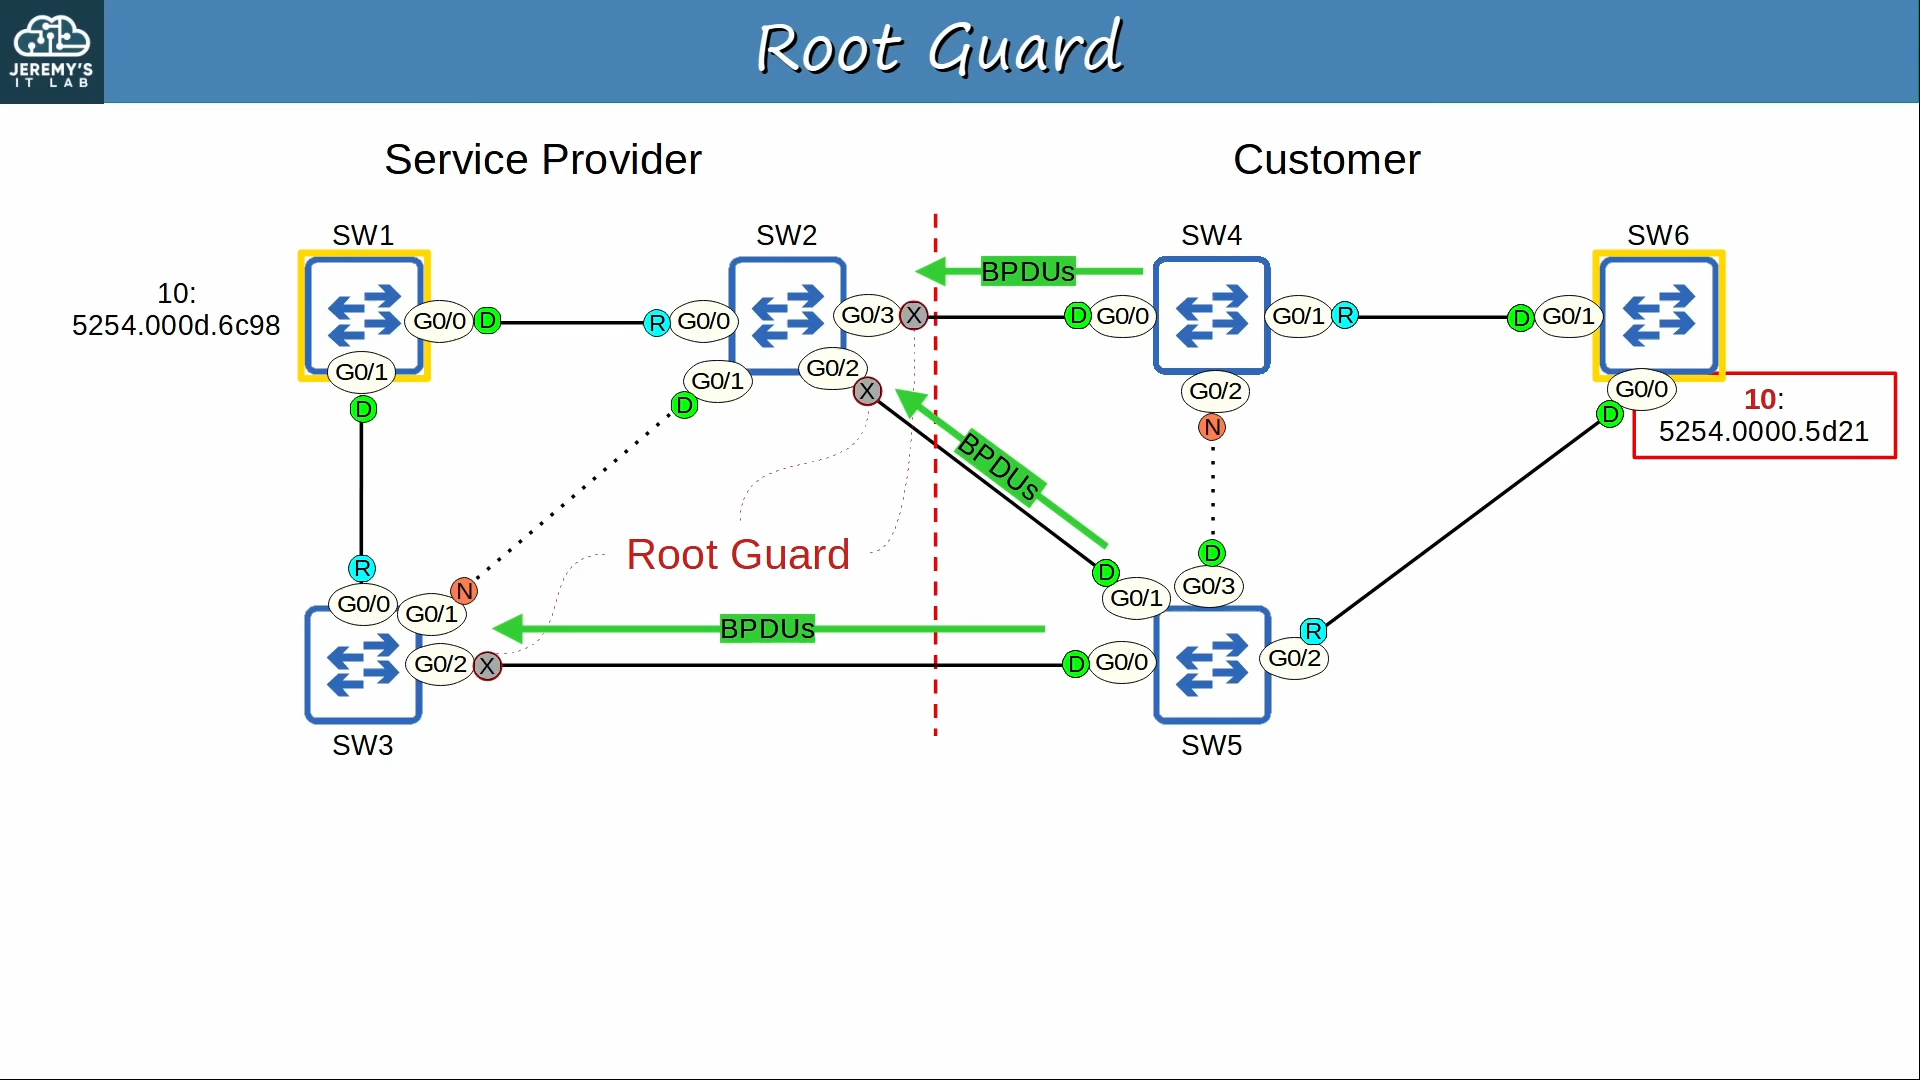 JEREMY'S
IT LAB
Root Guard
Service Provider
Customer
SW1
SW2
SW4
SW6
10:
5254.000d.6c98
BPDUs
G0/0
D
R
G0/0
G0/3
X
D
G0/0
G0/1
R
D
G0/1
G0/1
D
G0/1
D
G0/2
X
G0/2
N
G0/0
D
10:
5254.0000.5d21
BPDUs
Root Guard
R
G0/0
N
G0/1
D
G0/1
D
G0/3
BPDUs
G0/2
X
D
G0/0
R
G0/2
SW3
SW5